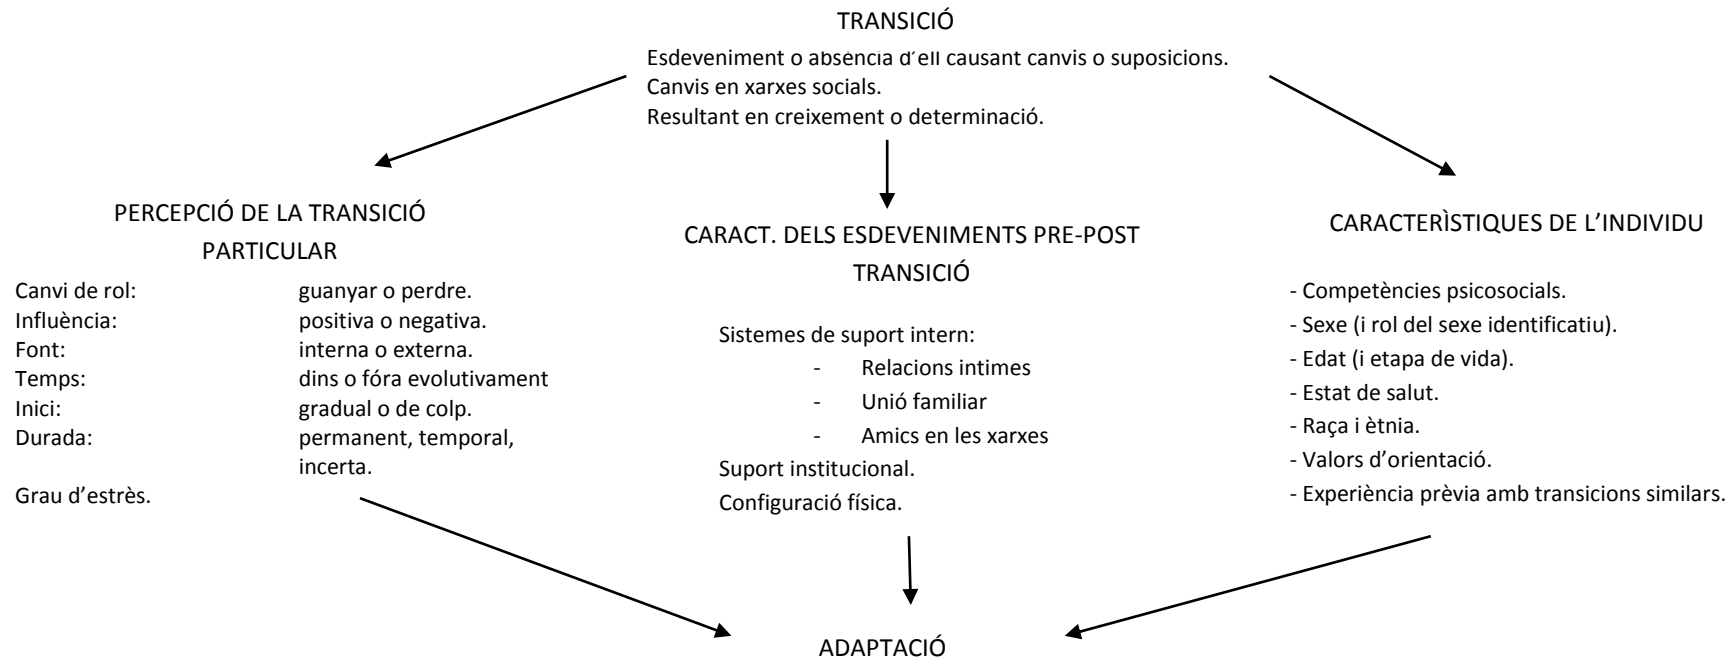 TRANSICIÓ
Esdeveniment o absència d'ell causant canvis o suposicions.
Canvis en xarxes socials.
Resultant en creixement o determinació.
PERCEPCIÓ DE LA TRANSICIÓ
PARTICULAR
Canvi de rol: guanyar o perdre.
Influència: positiva o negativa.
Font: interna o externa.
Temps: dins o fóra evolutivament
Inici: gradual o de colp.
Durada: permanent, temporal,
incerta.
Grau d'estrès.
CARACT. DELS ESDEVENIMENTS PRE-POST
TRANSICIÓ
Sistemes de suport intern:
- Relacions intimes
- Unió familiar
- Amics en les xarxes
Suport institucional.
Configuració física.
CARACTERÌSTIQUES DE L'INDIVIDU
- Competències psicosocials.
- Sexe (i rol del sexe identificatiu).
- Edat (i etapa de vida).
- Estat de salut.
- Raça i ètnia.
- Valors d'orientació.
- Experiència prèvia amb transicions similars.
ADAPTACIÓ